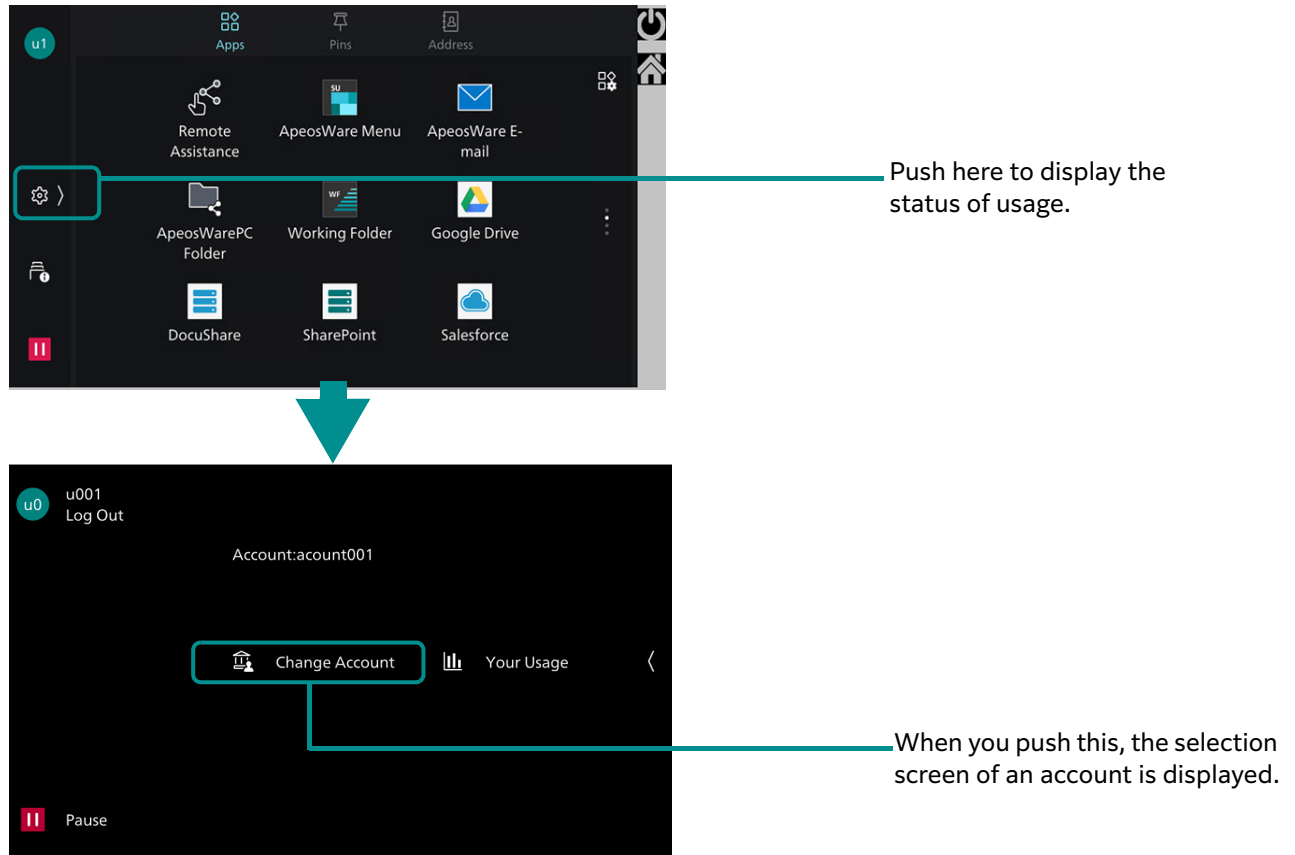 u1
Apps
Pins
Address
Remote
Assistance
SU
ApeosWare Menu
ApeosWare E-
mail
Push here to display the
status of usage.
ApeosWarePC
Folder
WF
Working Folder
Google Drive
DocuShare
SharePoint
Salesforce
u0
u001
Log Out
Account:acount001
Change Account
Your Usage
When you push this, the selection
screen of an account is displayed.
Pause